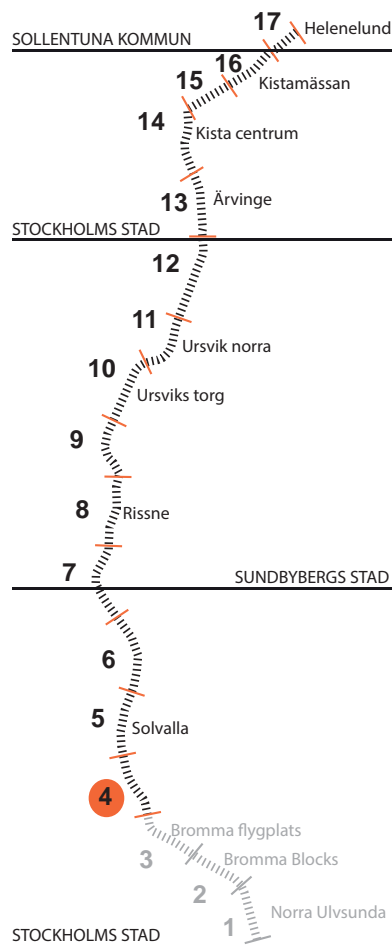 17
Helenelund
SOLLENTUNA KOMMUN
16
Kistamässan
15
14
Kista centrum
13
Ärvinge
STOCKHOLMS STAD
12
11
Ursvik norra
10
Ursviks torg
9
8
Rissne
7
SUNDBYBERGS STAD
6
5
Solvalla
4
Bromma flygplats
3
Bromma Blocks
2
Norra Ulvsunda
1
STOCKHOLMS STAD